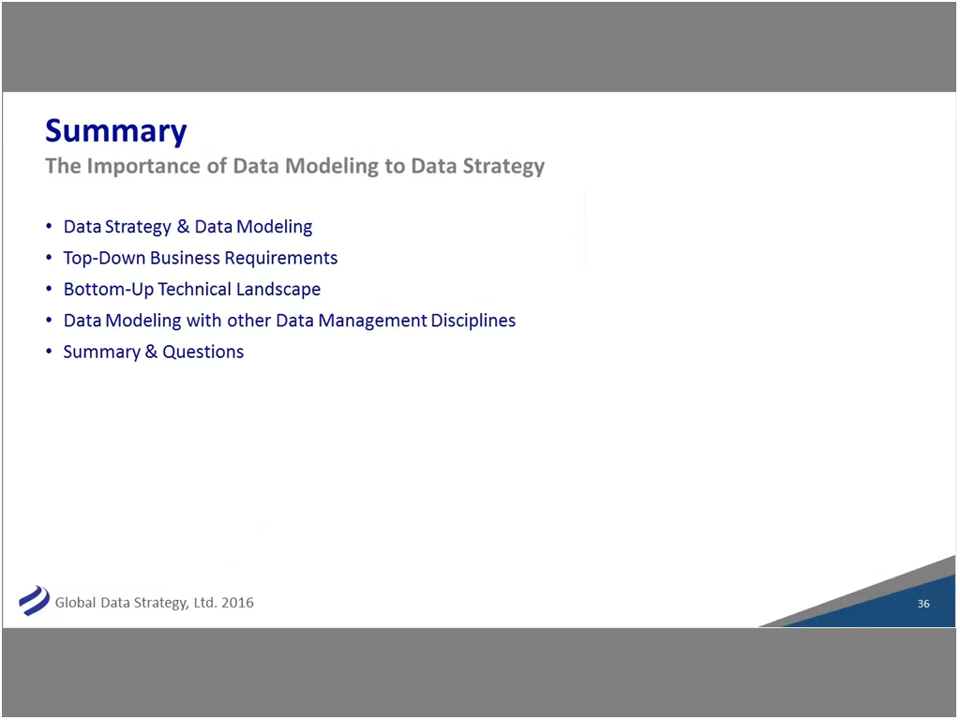 Summary
The Importance of Data Modeling to Data Strategy
• Data Strategy & Data Modeling
• Top-Down Business Requirements
• Bottom-Up Technical Landscape
• Data Modeling with other Data Management Disciplines
• Summary & Questions
Global Data Strategy, Ltd. 2016
36